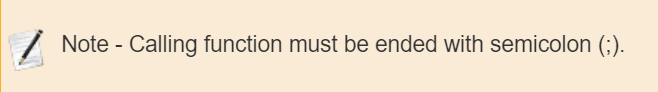 Note - Calling function must be ended with semicolon (;).